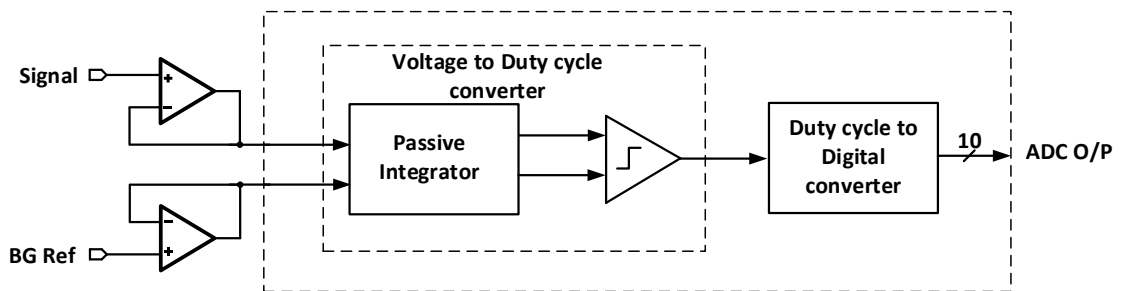 Signal
+
-
Voltage to Duty cycle
converter
Passive
Integrator
Duty cycle to
Digital
converter
10
ADC O/P
-
+
BG Ref